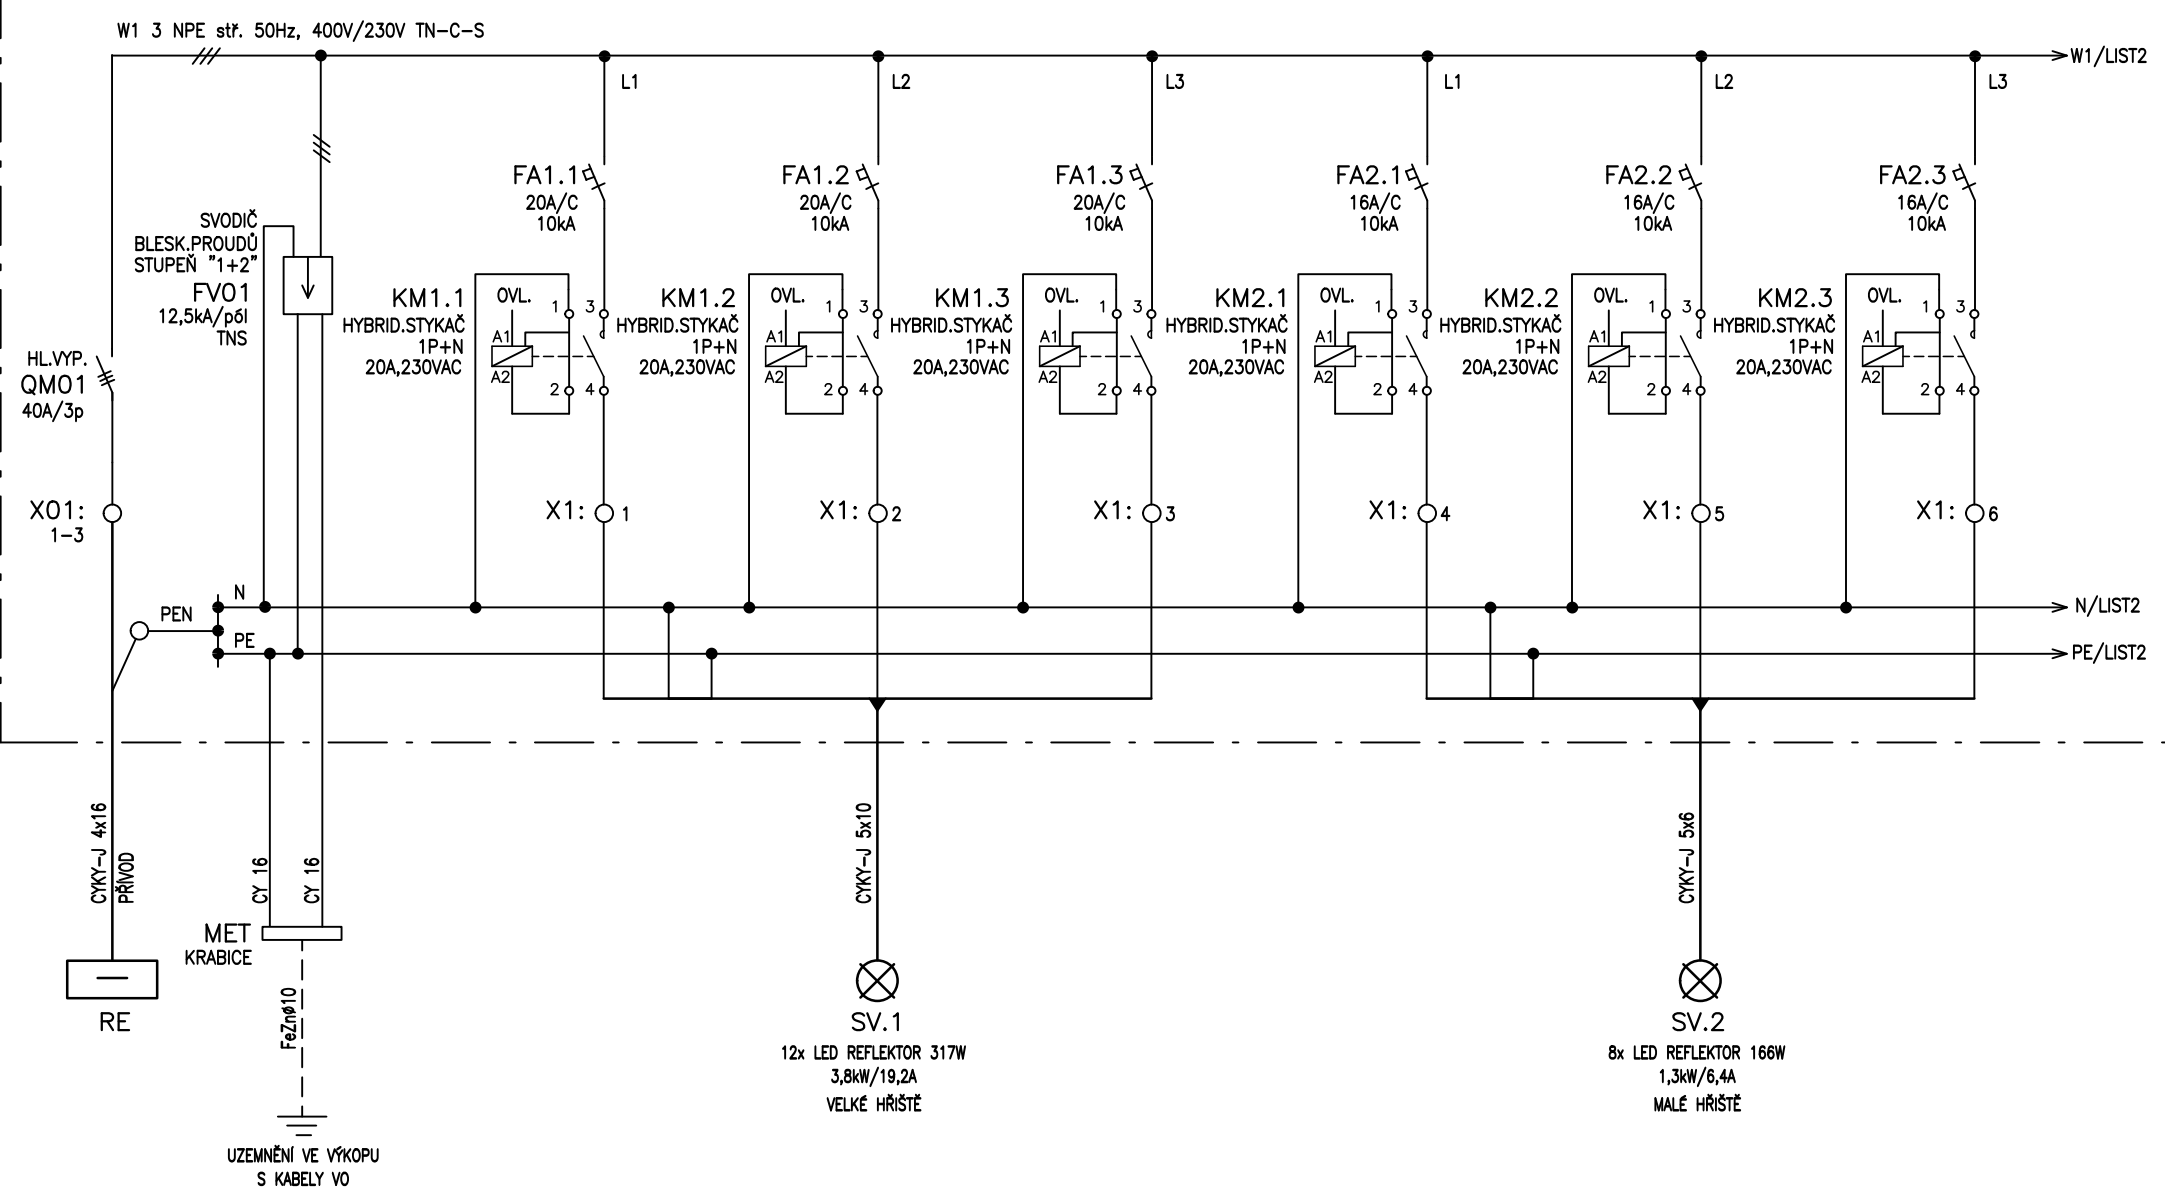 W1 3 NPE stř. 50Hz, 400V/230V TN-C-S
W1/LIST2
L1
L2
L3
L1
L2
L3
FA1.1
20A/C
10kA
FA1.2
20A/C
10kA
FA1.3
20A/C
10kA
FA2.1
16A/C
10kA
FA2.2
16A/C
10kA
FA2.3
16A/C
10kA
SVODIČ
BLESK.PROUDŮ
STUPEŇ "1+2"
FV01
12,5kA/pól
TNS
HL.VYP.
QM01
40A/3p
KM1.1
HYBRID.STYKAČ
1P+N
20A,230VAC
OVL.
A1
A2
1
3
2
4
KM1.2
HYBRID.STYKAČ
1P+N
20A,230VAC
OVL.
A1
A2
1
3
2
4
KM1.3
HYBRID.STYKAČ
1P+N
20A,230VAC
OVL.
A1
A2
1
3
2
4
KM2.1
HYBRID.STYKAČ
1P+N
20A,230VAC
OVL.
A1
A2
1
3
2
4
KM2.2
HYBRID.STYKAČ
1P+N
20A,230VAC
OVL.
A1
A2
1
3
2
4
KM2.3
HYBRID.STYKAČ
1P+N
20A,230VAC
OVL.
A1
A2
1
3
2
4
X01:
1-3
X1: 1
X1: 2
X1: 3
X1: 4
X1: 5
X1: 6
N
PEN
PE
N/LIST2
PE/LIST2
CYKY-J 4x16
PŘÍVOD
CY 16
CY 16
CYKY-J 5x10
CYKY-J 5x6
MET
KRABICE
RE
FeZnø10
UZEMNĚNÍ VE VÝKOPU
S KABELY VO
SV.1
12x LED REFLEKTOR 317W
3,8kW/19,2A
VELKÉ HŘIŠTĚ
SV.2
8x LED REFLEKTOR 166W
1,3kW/6,4A
MALÉ HŘIŠTĚ